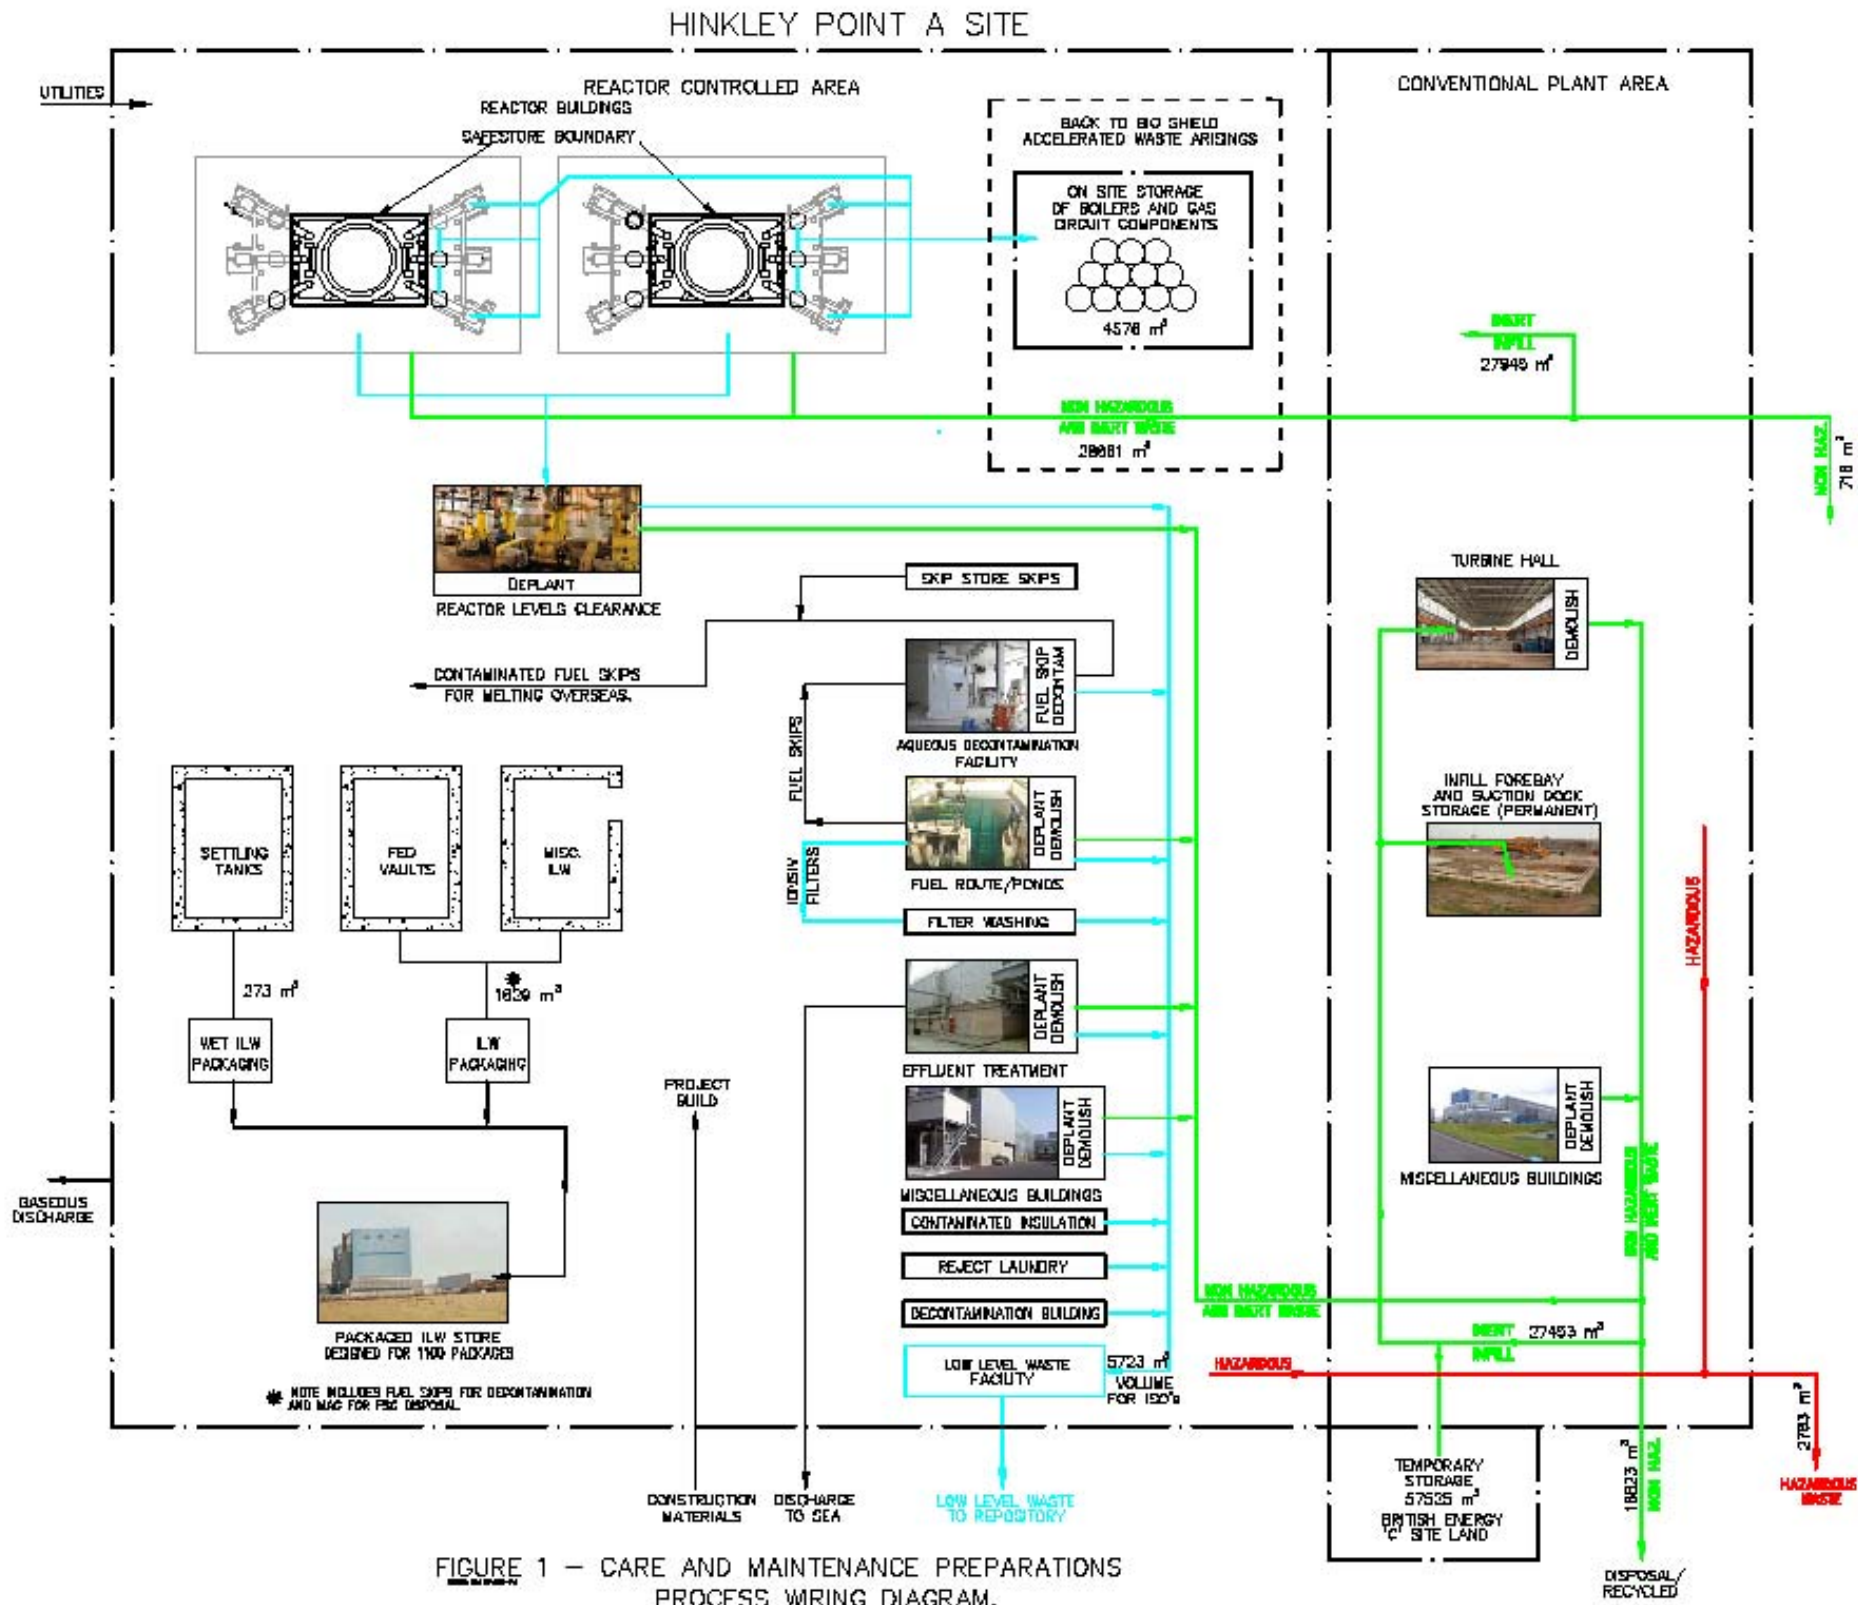 HINKLEY POINT A SITE
UTILITIES
REACTOR CONTROLLED AREA
REACTOR BUILDINGS
SAFESTORE BOUNDARY
BACK TO BIO SHIELD
ACCELERATED WASTE ARISINGS
ON SITE STORAGE
OF BOILERS AND GAS
CIRCUIT COMPONENTS
4578 m³
CONVENTIONAL PLANT AREA
INERT
INFILL
27945 m³
NON HAZARDOUS
AND INERT WASTE
m³
NON HAZ.
718 m³
DEPLANT
REACTOR LEVELS CLEARANCE
SKIP STORE SKIPS
CONTAMINATED FUEL SKIPS
FOR MELTING OVERSEAS.
FUEL SKIP
DECONTAM
AQUEOUS DECONTAMINATION
FACILITY
FUEL SKIPS
DEPLANT
DEMOLISH
FUEL ROUTE/PONDS
IONSIV
FILTERS
FILTER WASHING
DEPLANT
DEMOLISH
EFFLUENT TREATMENT
DEPLANT
DEMOLISH
MISCELLANEOUS BUILDINGS
CONTAMINATED INSULATION
REJECT LAUNDRY
DECONTAMINATION BUILDING
LOW LEVEL WASTE
FACILITY
5723 m³
VOLUME
FOR ISO's
LOW LEVEL WASTE
TO REPOSITORY
SETTLING
TANKS
FED
VAULTS
MISC.
ILW
273 m³
1629 m³
WET ILW
PACKAGING
ILW
PACKAGING
PROJECT
BUILD
GASEOUS
DISCHARGE
PACKAGED ILW STORE
DESIGNED FOR 1100 PACKAGES
NOTE INCLUDES FUEL SKIPS FOR DECONTAMINATION
AND MAC FOR DISPOSAL
CONSTRUCTION
MATERIALS
DISCHARGE
TO SEA
TURBINE HALL
DEMOLISH
INFILL FOREBAY
AND SUCTION DOCK
STORAGE (PERMANENT)
HAZARDOUS
DEPLANT
DEMOLISH
MISCELLANEOUS BUILDINGS
NON HAZARDOUS
AND INERT WASTE
NON HAZARDOUS
AND INERT WASTE
INERT
INFILL
27453 m³
HAZARDOUS
2783 m³
HAZARDOUS
WASTE
TEMPORARY
STORAGE
57535 m³
BRITISH ENERGY
'C' SITE LAND
m³
NON HAZ.
DISPOSAL/
RECYCLED
FIGURE 1 – CARE AND MAINTENANCE PREPARATIONS
PROCESS WIRING DIAGRAM.